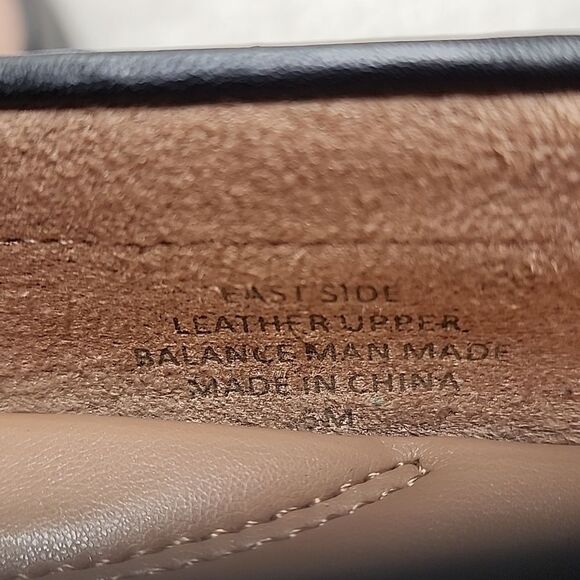 EAST SIDE
LEATHER UPPER
BALANCE MAN MADE
MADE IN CHINA